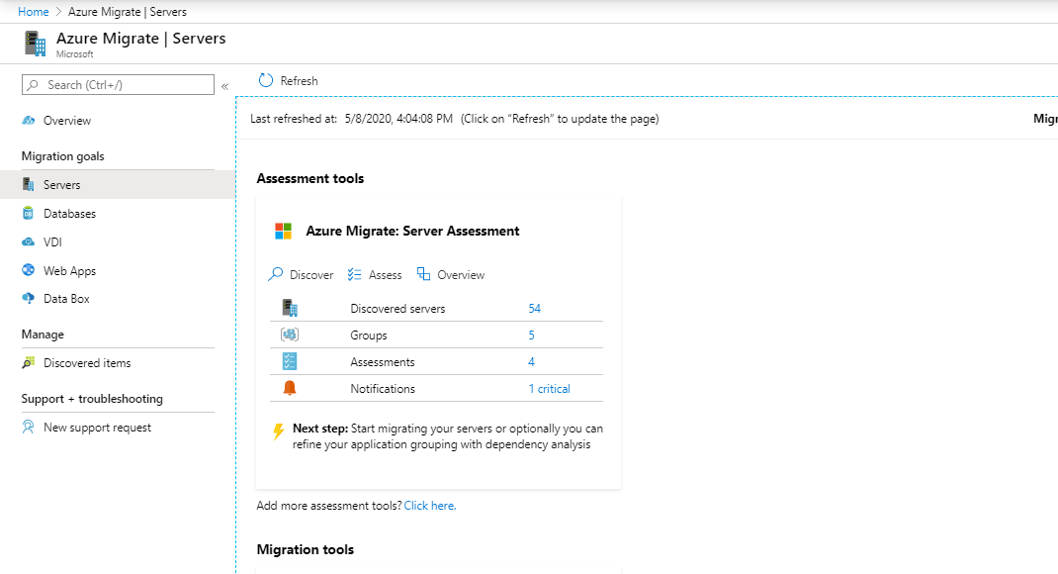 Home > Azure Migrate | Servers
Azure Migrate | Servers
Microsoft
Search (Ctrl+/)
«
Overview
Migration goals
Servers
Databases
VDI
Web Apps
Data Box
Manage
Discovered items
Support + troubleshooting
New support request
Refresh
Last refreshed at: 5/8/2020, 4:04:08 PM (Click on “Refresh” to update the page)
Migr
Assessment tools
Azure Migrate: Server Assessment
Discover Assess Overview
Discovered servers 54
Groups 5
Assessments 4
Notifications 1 critical
Next step: Start migrating your servers or optionally you can
refine your application grouping with dependency analysis
Add more assessment tools? Click here.
Migration tools